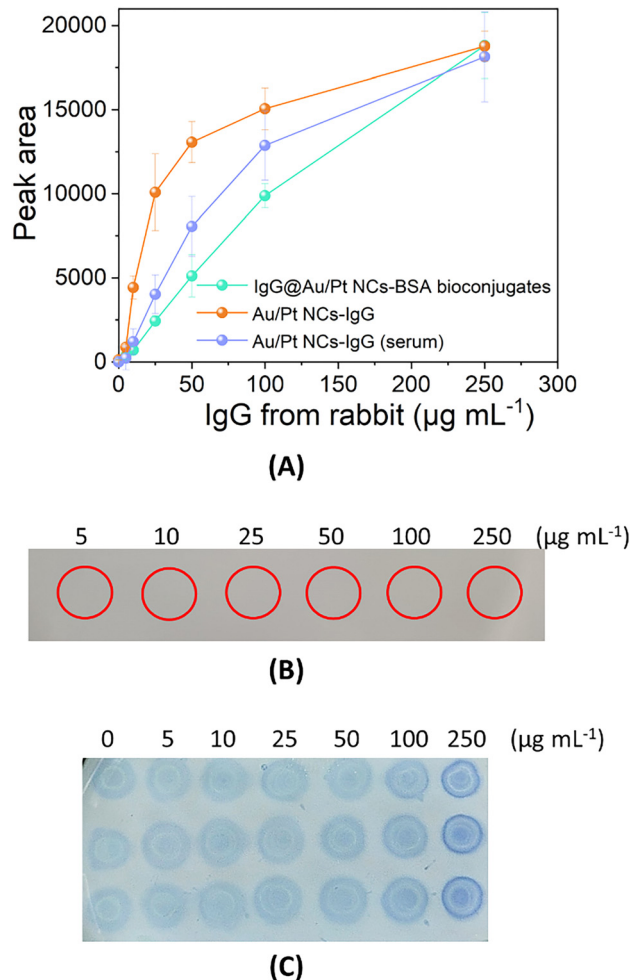 20000
15000
Peak area
10000
5000
IgG@Au/Pt NCs-BSA bioconjugates
Au/Pt NCs-IgG
Au/Pt NCs-IgG (serum)
0
0 50 100 150 200 250 300
IgG from rabbit (µg mL⁻¹)
(A)
5 10 25 50 100 250 (µg mL⁻¹)
(B)
0 5 10 25 50 100 250 (µg mL⁻¹)
(C)